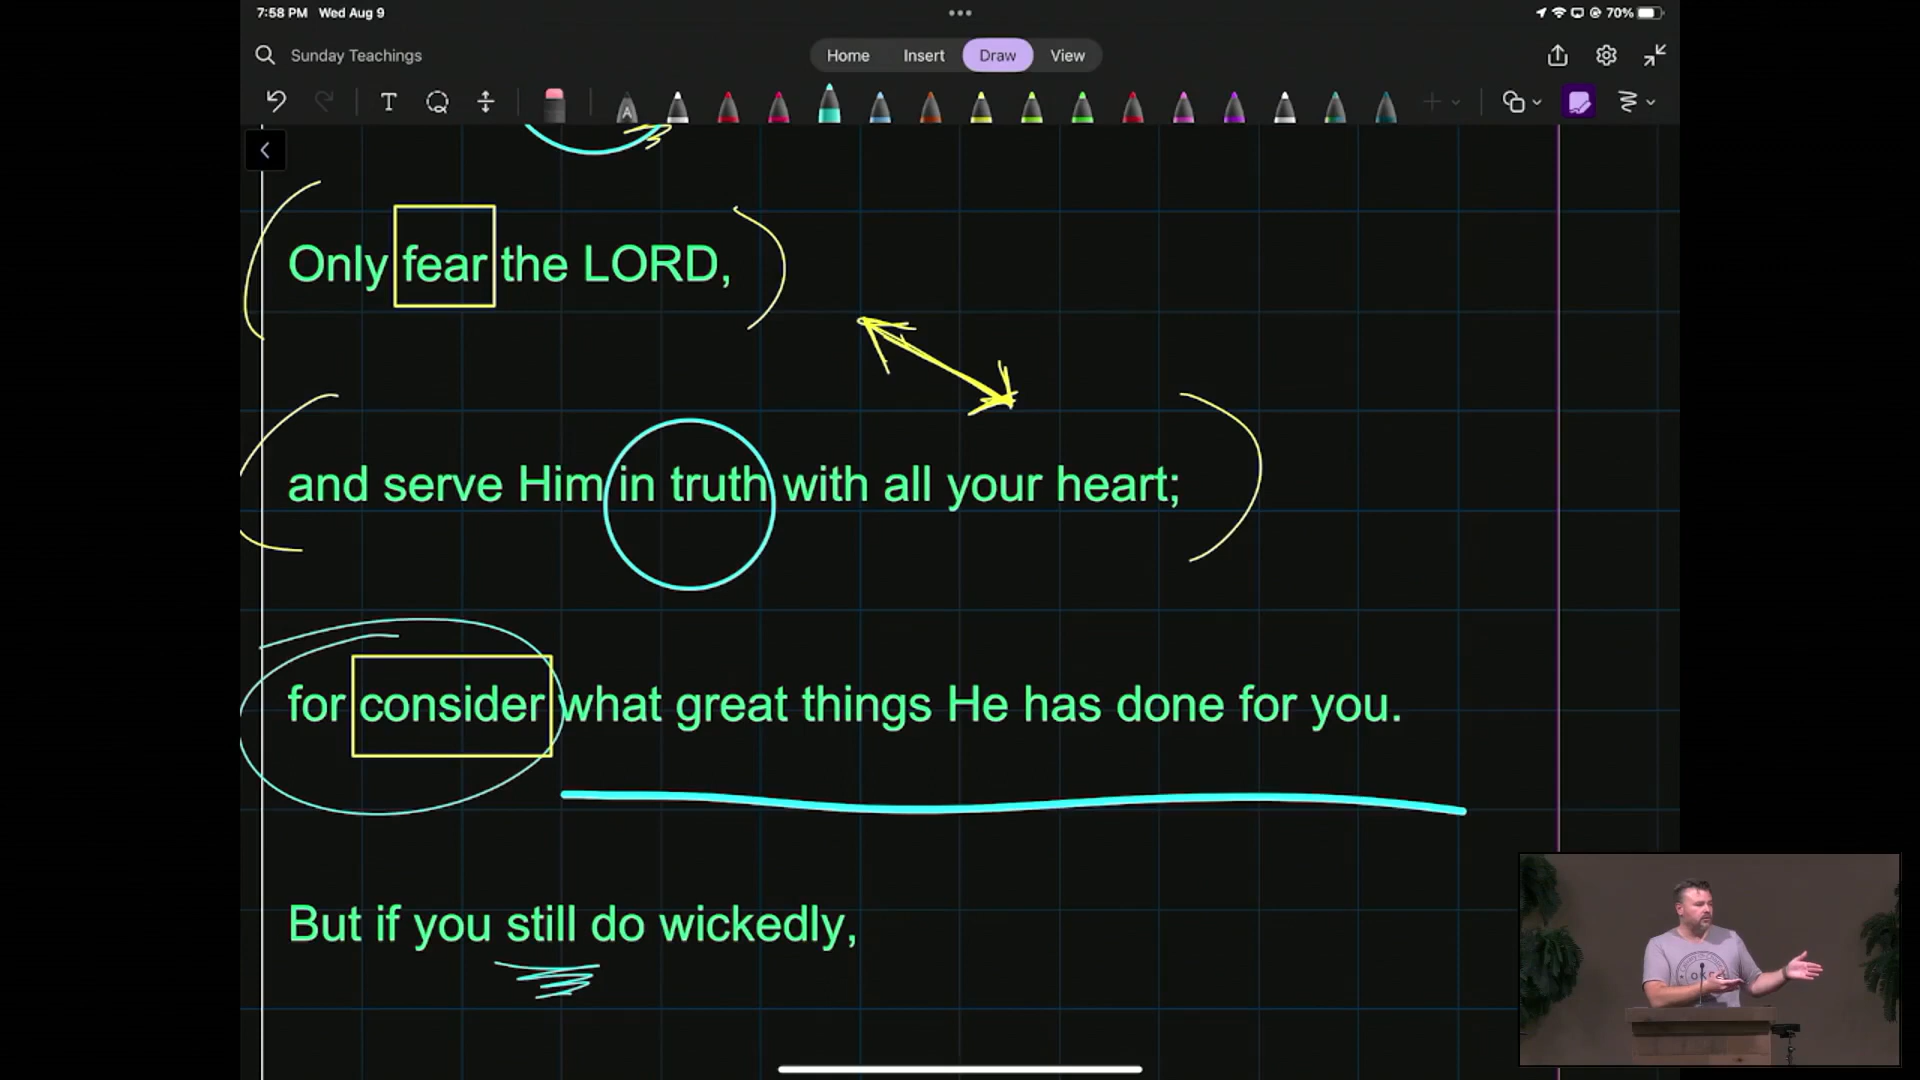 7:58 PM Wed Aug 9
70%
Sunday Teachings
Home Insert Draw View
T
A
Only fear the LORD,
and serve Him in truth with all your heart;
for consider what great things He has done for you.
But if you still do wickedly,